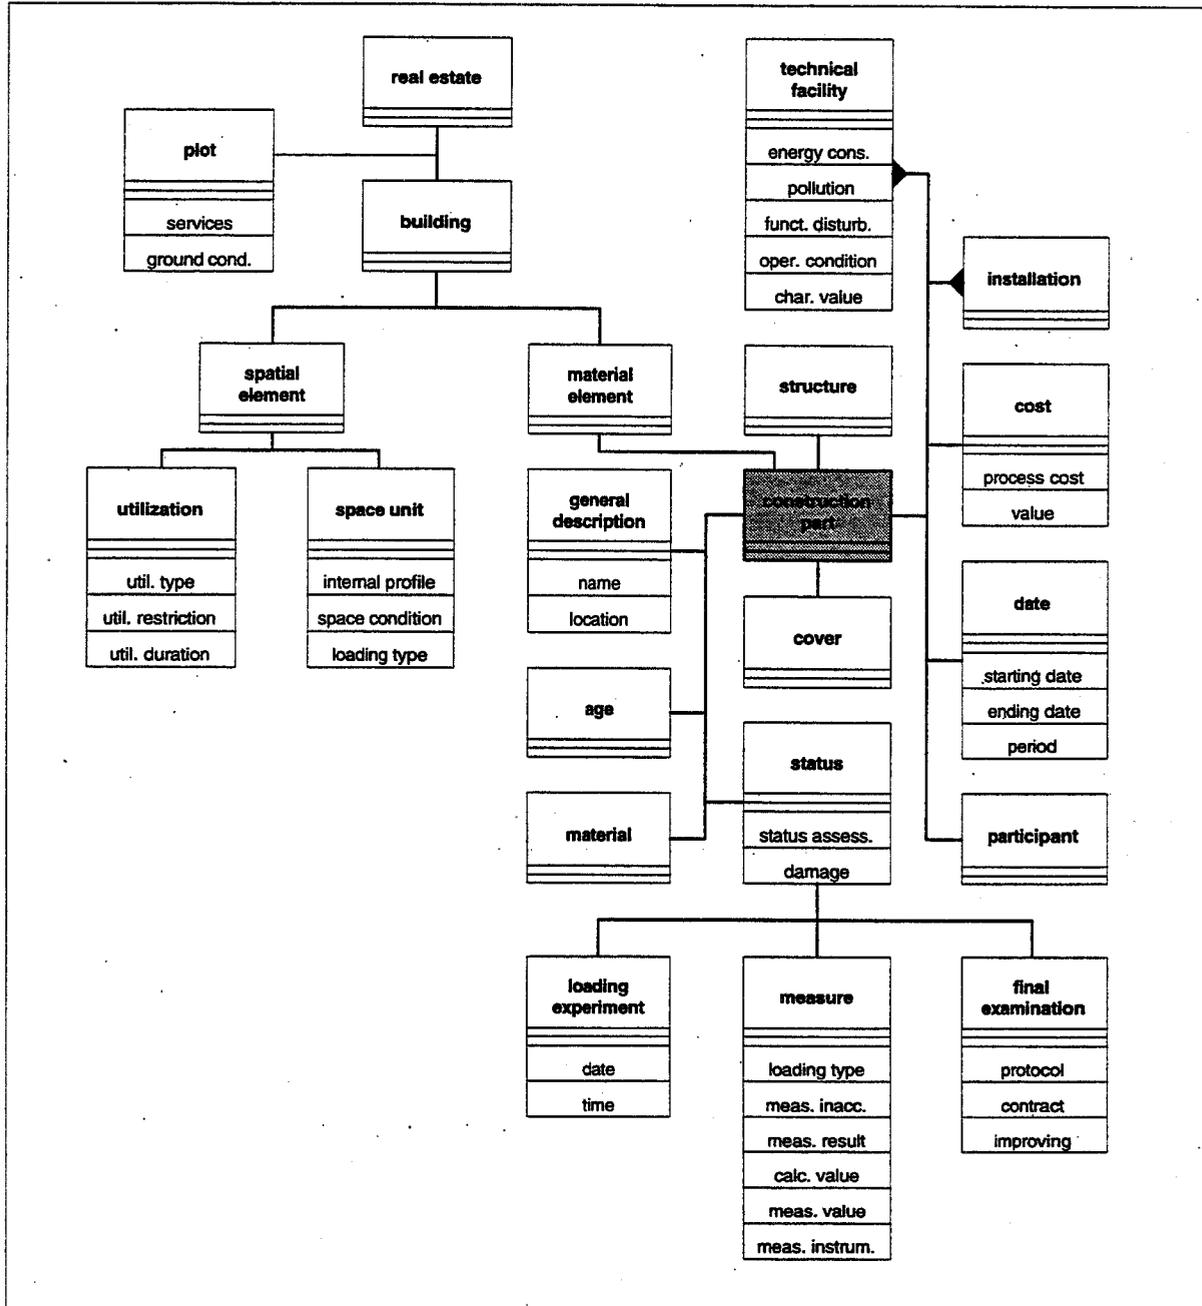 real estate
plot
services
ground cond.
building
spatial
element
utilization
util. type
util. restriction
util. duration
space unit
internal profile
space condition
loading type
material
element
general
description
name
location
age
material
technical
facility
energy cons.
pollution
funct. disturb.
oper. condition
char. value
structure
construction
part
cover
status
status assess.
damage
installation
cost
process cost
value
date
starting date
ending date
period
participant
loading
experiment
date
time
measure
loading type
meas. inacc.
meas. result
calc. value
meas. value
meas. instrum.
final
examination
protocol
contract
improving